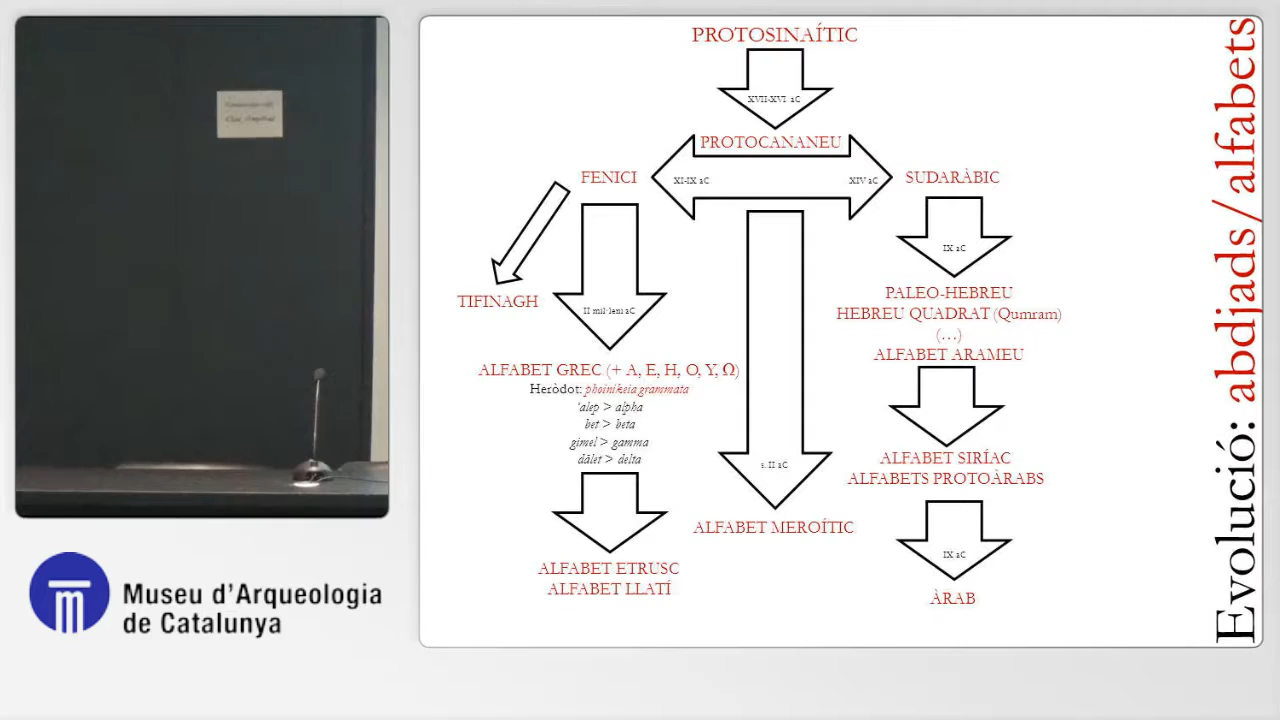 PROTOSINAÍTIC
XVII-XVI aC
PROTOCANANEU
FENICI
XI-IX aC
XIV aC
SUDARÀBIC
IX aC
TIFINAGH
II mil·leni aC
PALEO-HEBREU
HEBREU QUADRAT (Qumram)
(…)
ALFABET ARAMEU
ALFABET GREC (+ A, E, H, O, Y, Ω)
Heròdot: phoinikeia grammata
'alep > alpha
bet > beta
gimel > gamma
dālet > delta
s. II aC
ALFABET SIRÍAC
ALFABETS PROTOÀRABS
ALFABET MEROÍTIC
IX aC
ALFABET ETRUSC
ALFABET LLATÍ
ÀRAB
Evolució: abdjads/alfabets
Museu d'Arqueologia
de Catalunya